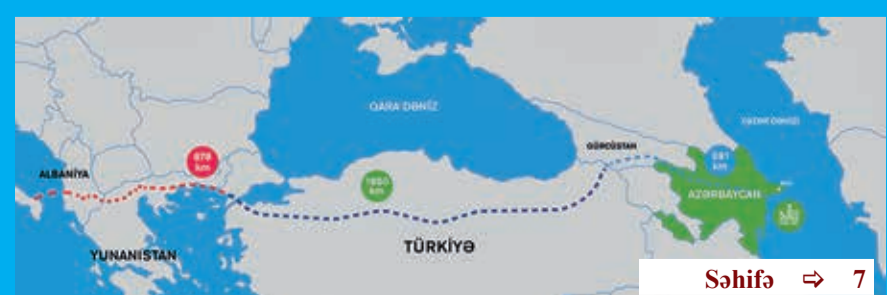 QARA DƏNİZ
XƏZƏR DƏNİZİ
GÜRCÜSTAN
ALBANİYA
878
km
691
km
1850
km
AZƏRBAYCAN
TÜRKİYƏ
YUNANISTAN
Səhifə ⇨ 7